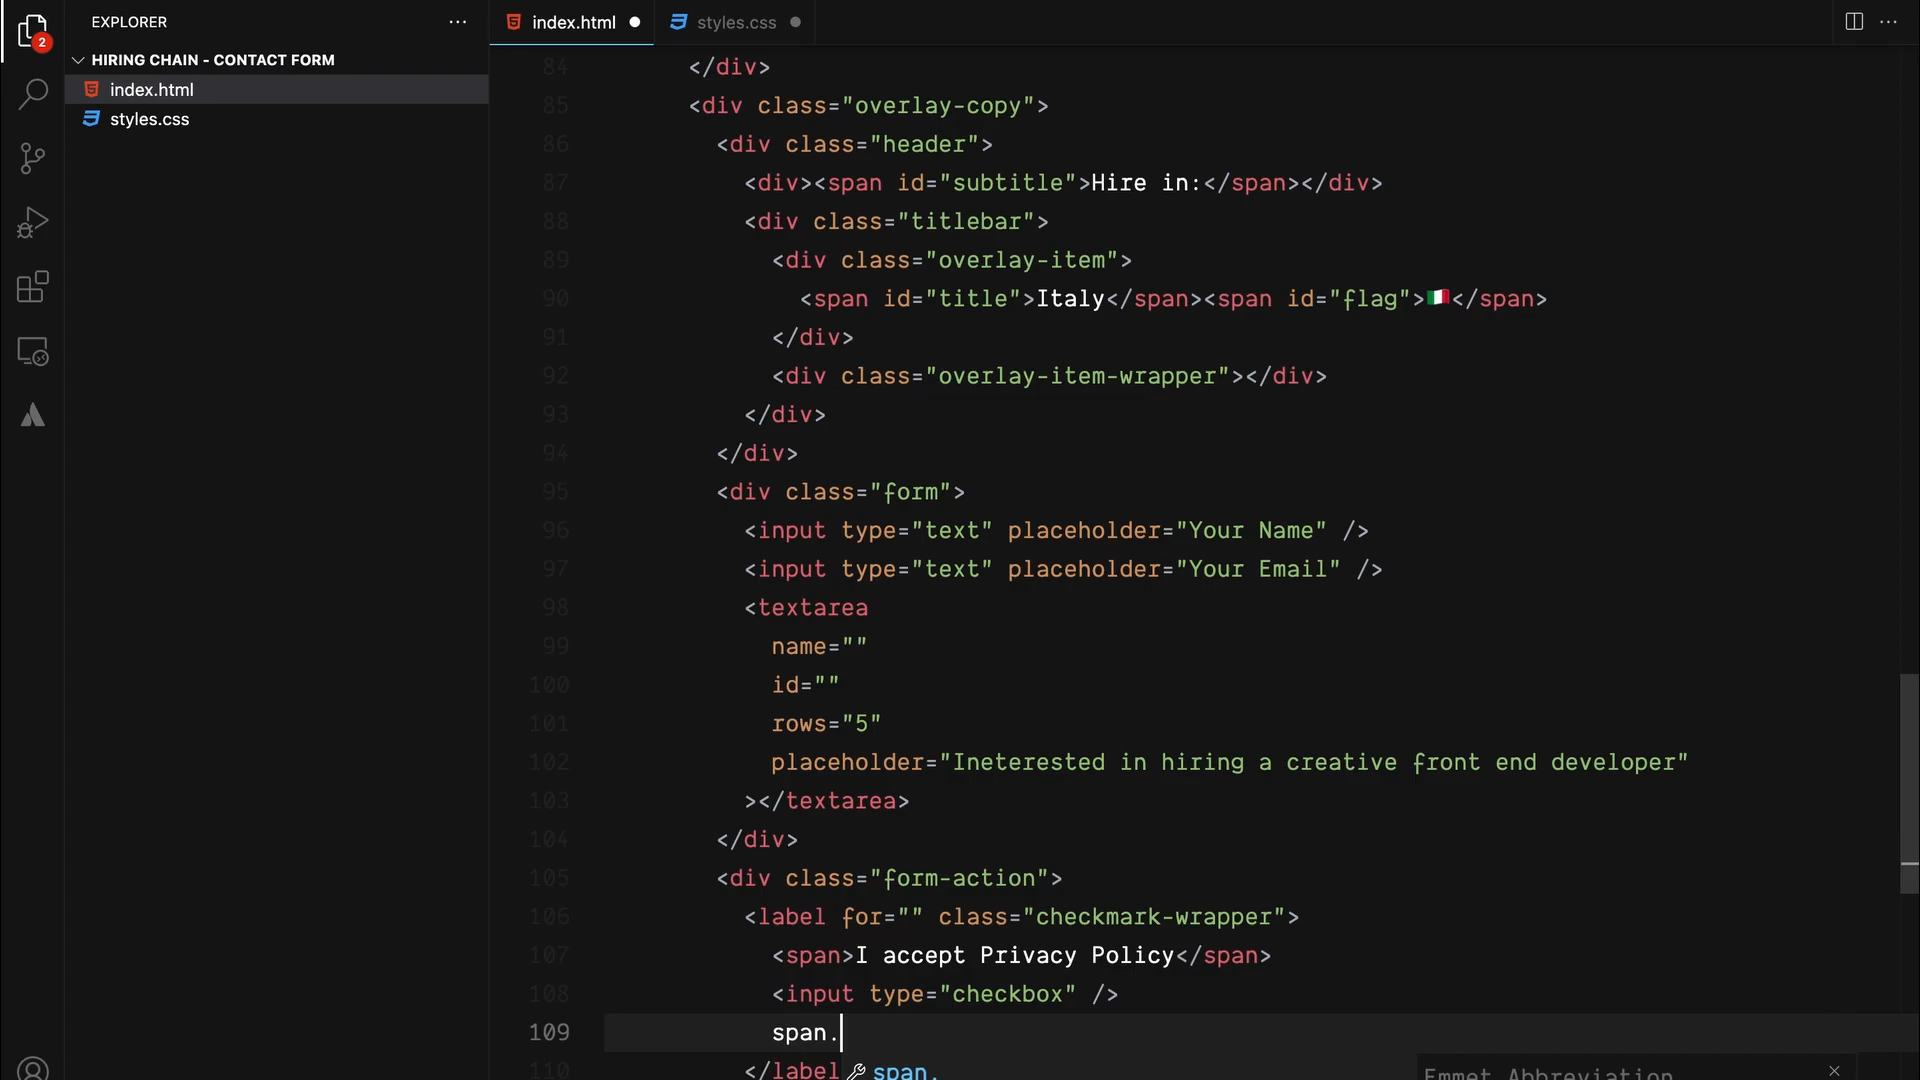 EXPLORER
index.html
styles.css
2
HIRING CHAIN - CONTACT FORM
index.html
styles.css
84 </div>
85 <div class="overlay-copy">
86 <div class="header">
87 <div><span id="subtitle">Hire in:</span></div>
88 <div class="titlebar">
89 <div class="overlay-item">
90 <span id="title">Italy</span><span id="flag">🇮🇹</span>
91 </div>
92 <div class="overlay-item-wrapper"></div>
93 </div>
94 </div>
95 <div class="form">
96 <input type="text" placeholder="Your Name" />
97 <input type="text" placeholder="Your Email" />
98 <textarea
99 name=""
100 id=""
101 rows="5"
102 placeholder="Ineterested in hiring a creative front end developer"
103 ></textarea>
104 </div>
105 <div class="form-action">
106 <label for="" class="checkmark-wrapper">
107 <span>I accept Privacy Policy</span>
108 <input type="checkbox" />
109 span.
110 </label
span.
Emmet Abbreviation